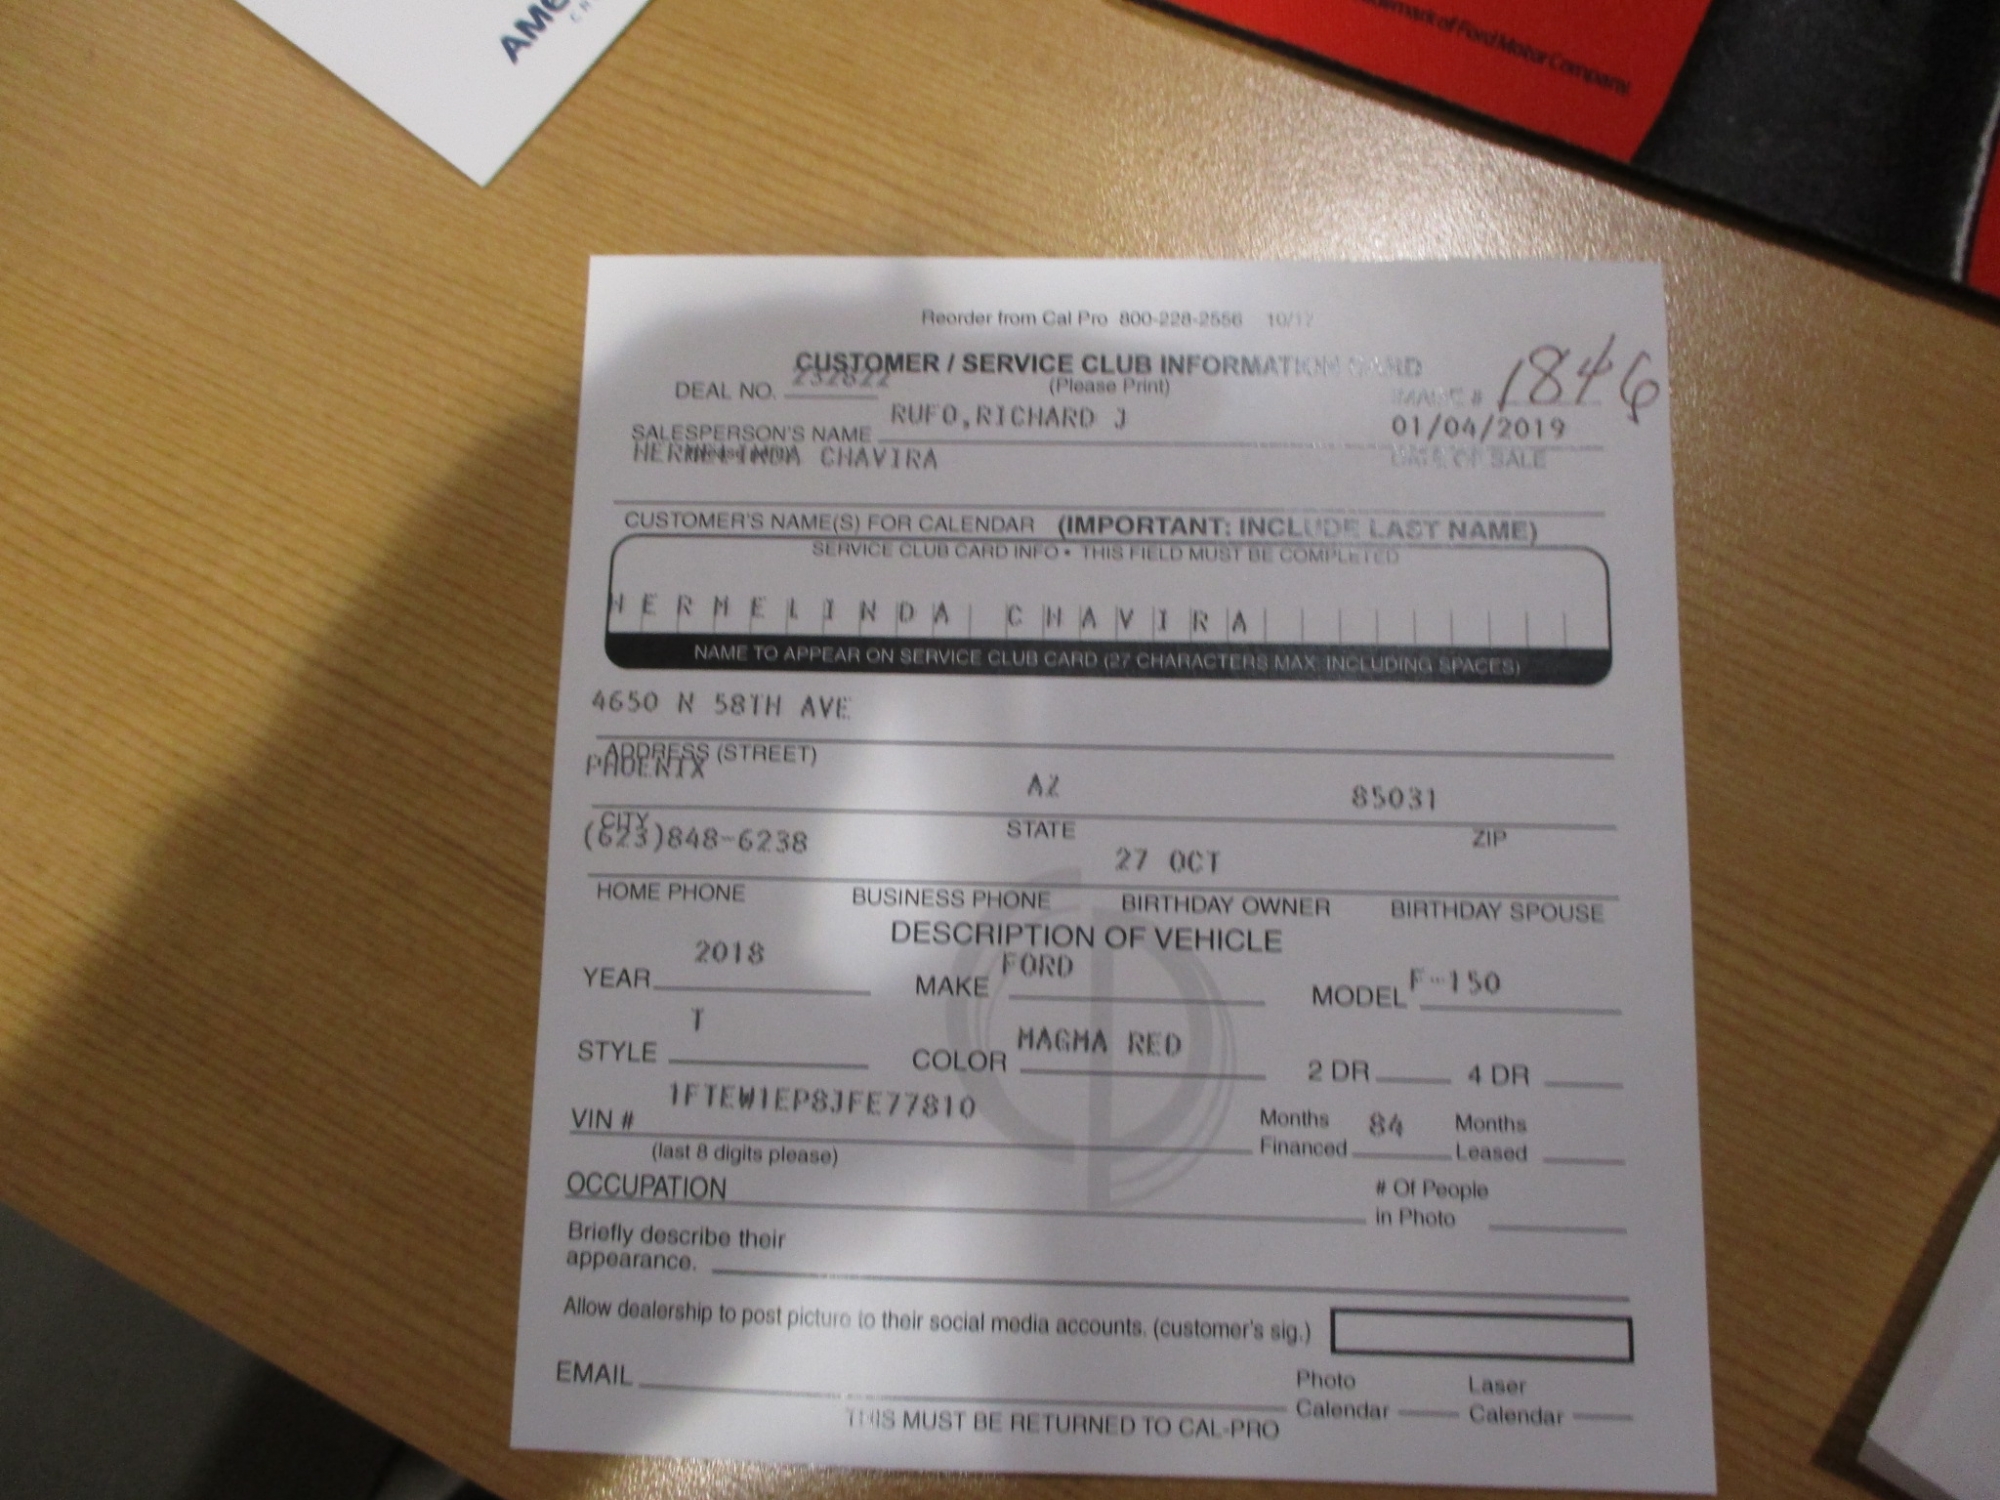 AME
demark of Ford Motor Company.
Reorder from Cal Pro 800-228-2556 10/17
CUSTOMER / SERVICE CLUB INFORMATION CARD
(Please Print)
DEAL NO. 232822
IMAGE # 1846
RUFO,RICHARD J
01/04/2019
SALESPERSON'S NAME
DATE OF SALE
HERMELINDA CHAVIRA
CUSTOMER'S NAME(S) FOR CALENDAR (IMPORTANT: INCLUDE LAST NAME)
SERVICE CLUB CARD INFO • THIS FIELD MUST BE COMPLETED
HERMELINDA CHAVIRA
NAME TO APPEAR ON SERVICE CLUB CARD (27 CHARACTERS MAX. INCLUDING SPACES)
4650 N 58TH AVE
ADDRESS (STREET)
PHOENIX AZ 85031
CITY STATE ZIP
(623)848-6238 27 OCT
HOME PHONE BUSINESS PHONE BIRTHDAY OWNER BIRTHDAY SPOUSE
DESCRIPTION OF VEHICLE
YEAR 2018 MAKE FORD MODEL F-150
STYLE T COLOR MAGMA RED 2 DR 4 DR
VIN # 1FTEW1EP8JFE77810 Months Financed 84 Months Leased
(last 8 digits please)
OCCUPATION # Of People in Photo
Briefly describe their
appearance.
Allow dealership to post picture to their social media accounts. (customer's sig.)
EMAIL Photo Calendar Laser Calendar
THIS MUST BE RETURNED TO CAL-PRO